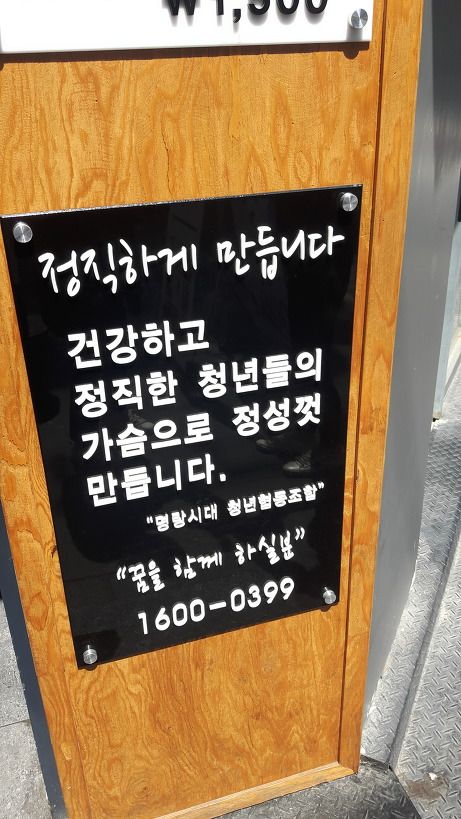 ₩1,500
정직하게 만듭니다
건강하고
정직한 청년들의
가슴으로 정성껏
만듭니다.
"명랑시대 청년협동조합"
"꿈을 함께 하실분"
1600-0399